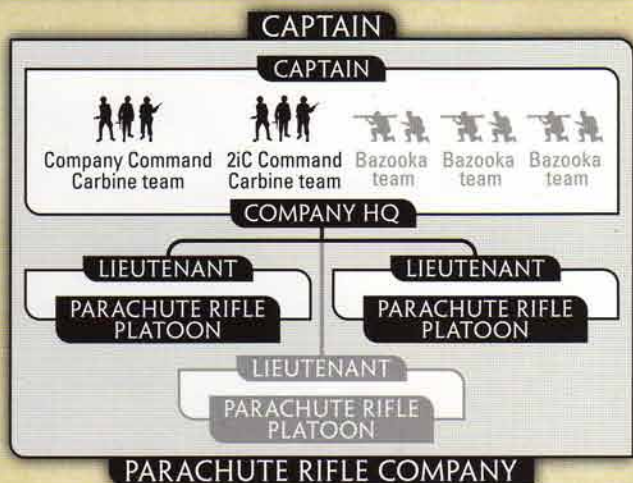 CAPTAIN
CAPTAIN
Company Command
Carbine team
2iC Command
Carbine team
Bazooka
team
Bazooka
team
Bazooka
team
COMPANY HQ
LIEUTENANT
PARACHUTE RIFLE
PLATOON
LIEUTENANT
PARACHUTE RIFLE
PLATOON
LIEUTENANT
PARACHUTE RIFLE
PLATOON
PARACHUTE RIFLE COMPANY